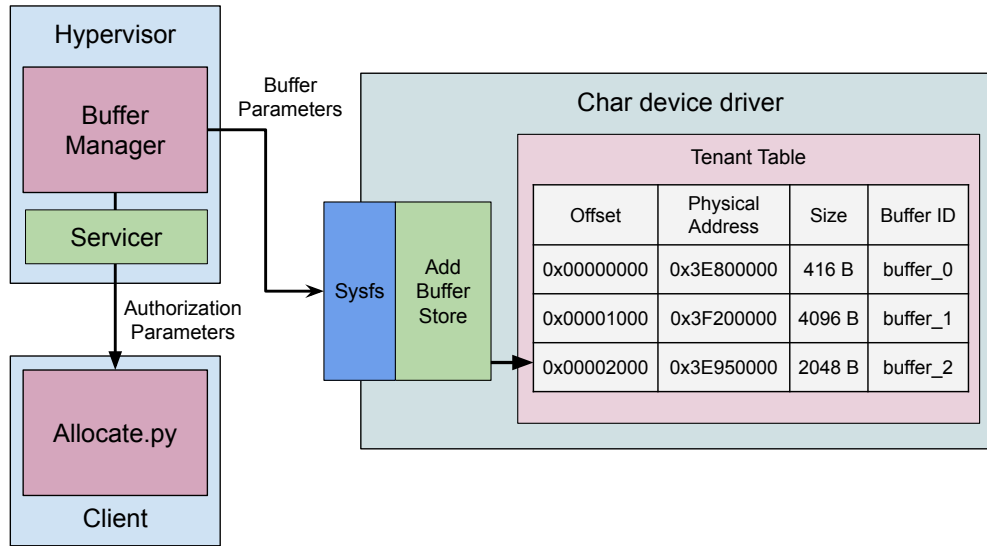 Hypervisor
Buffer
Manager
Servicer
Authorization
Parameters
Allocate.py
Client
Buffer
Parameters
Char device driver
Sysfs
Add
Buffer
Store
Tenant Table
Offset Physical Address Size Buffer ID
0x00000000 0x3E800000 416 B buffer_0
0x00001000 0x3F200000 4096 B buffer_1
0x00002000 0x3E950000 2048 B buffer_2